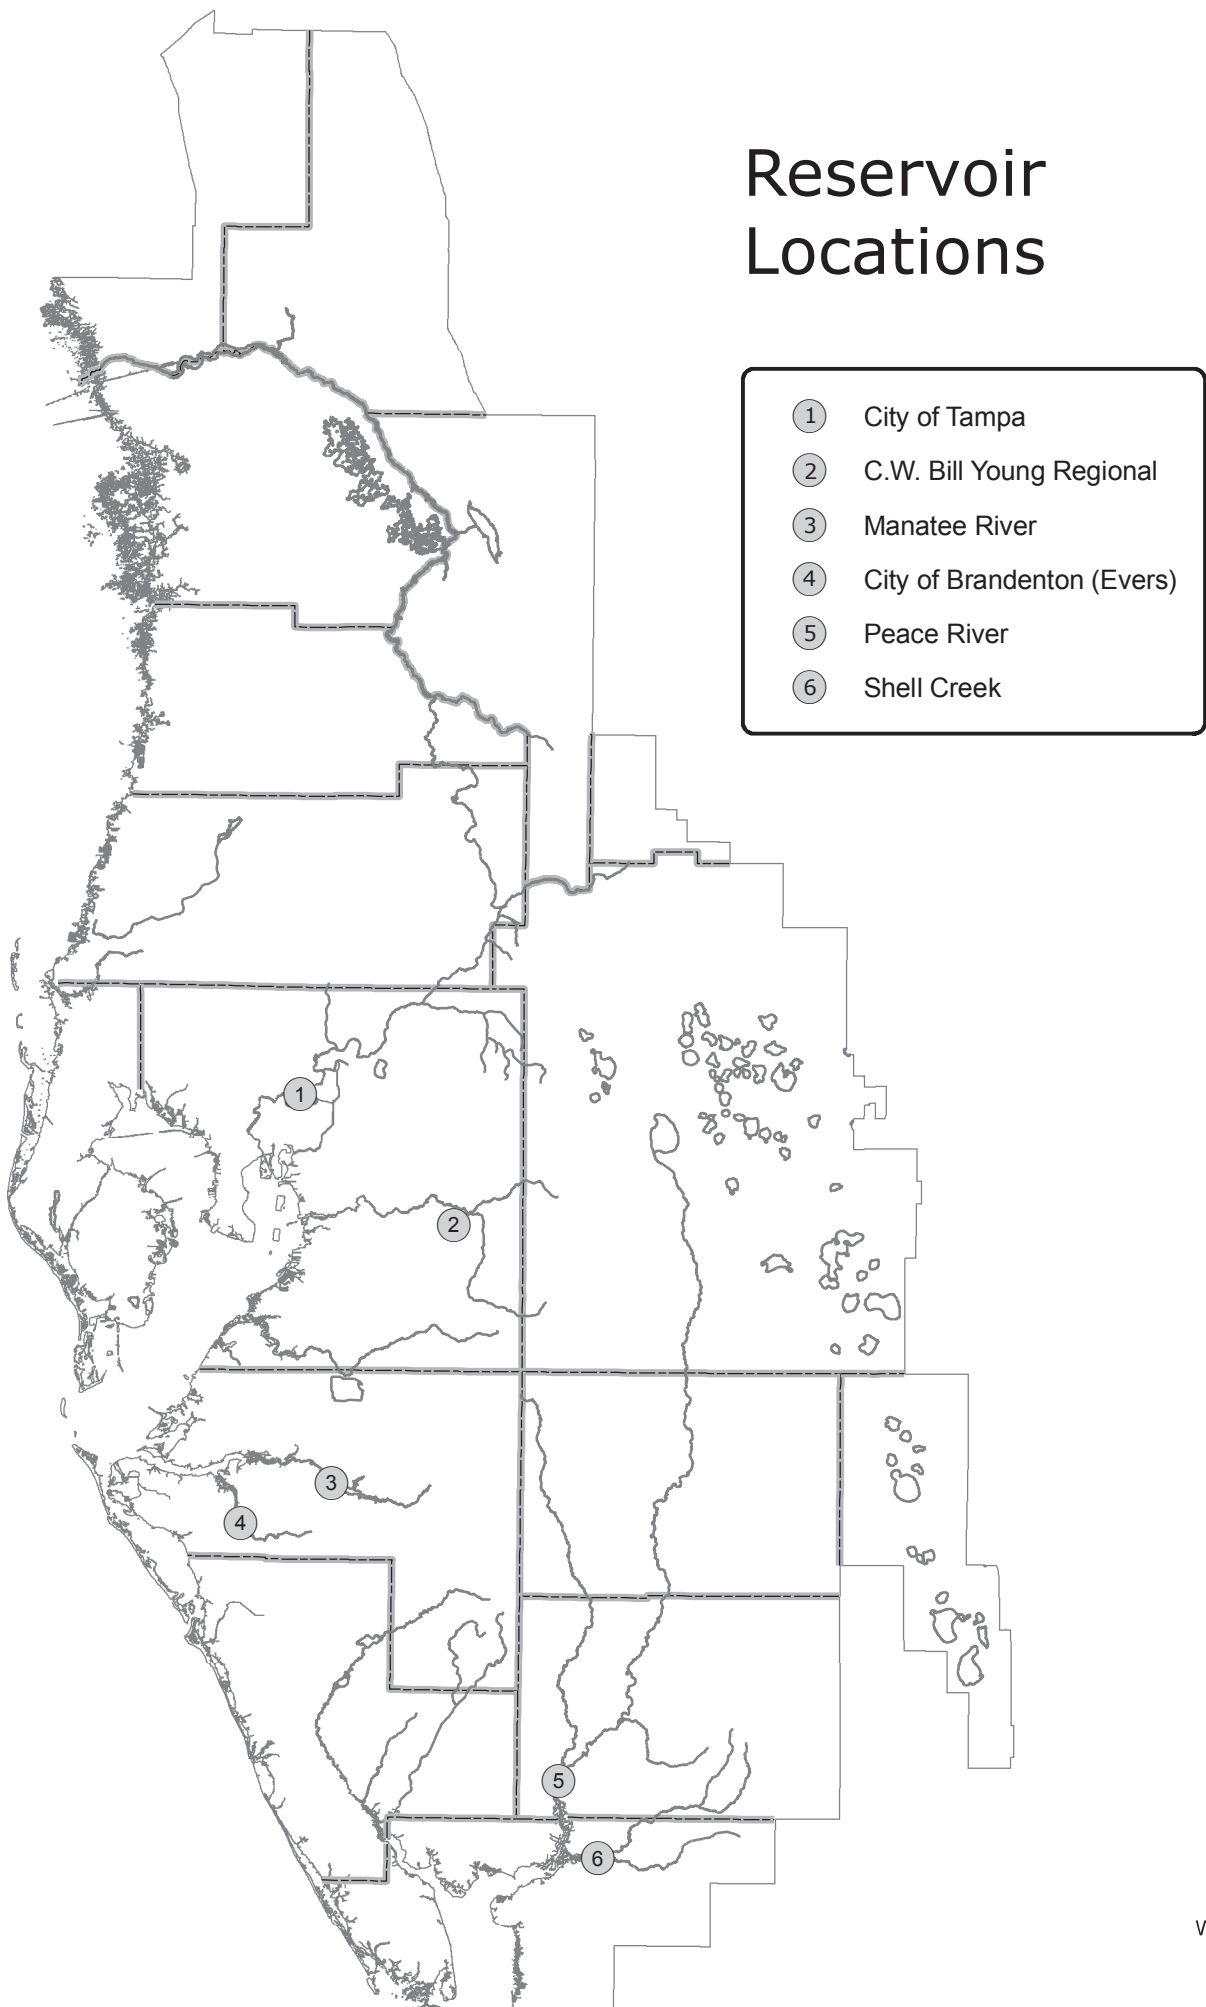 Reservoir
Locations
1 City of Tampa
2 C.W. Bill Young Regional
3 Manatee River
4 City of Brandenton (Evers)
5 Peace River
6 Shell Creek
1
2
3
4
5
6